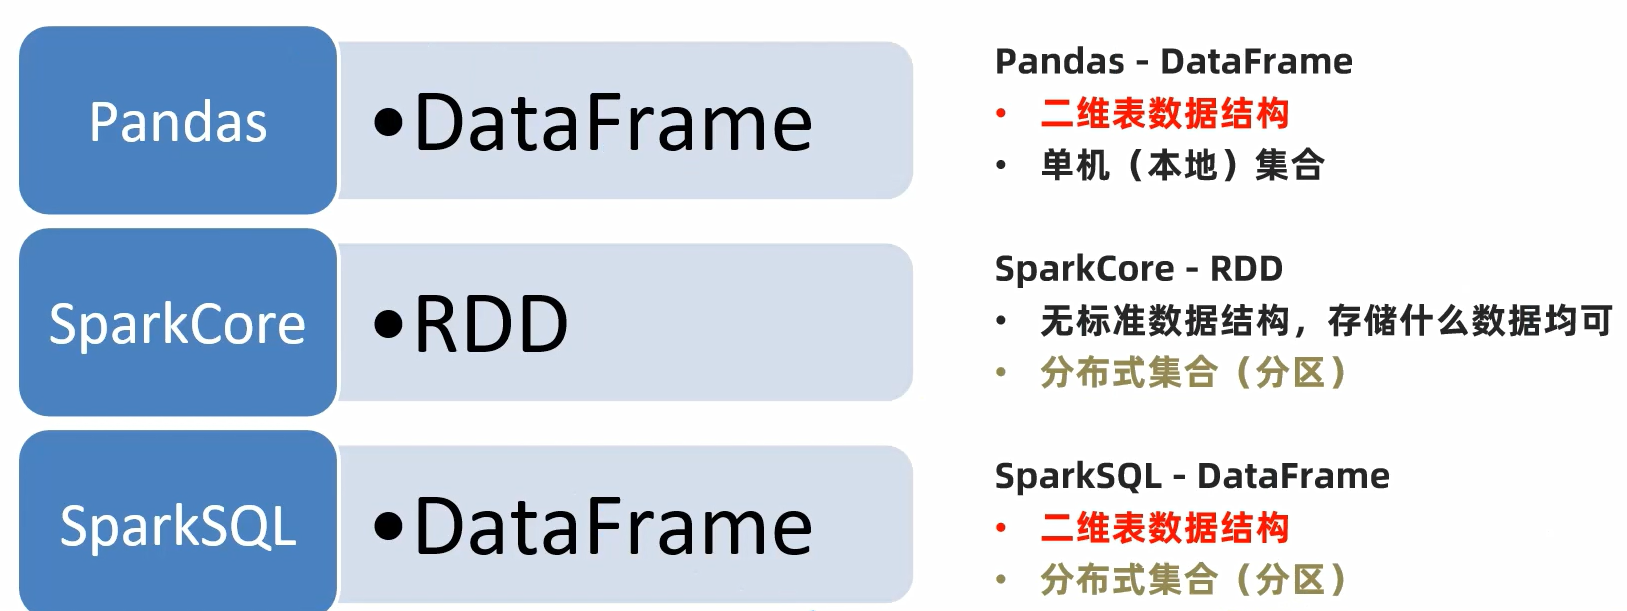 Pandas
•DataFrame
SparkCore
•RDD
SparkSQL
•DataFrame
Pandas - DataFrame
• 二维表数据结构
• 单机（本地）集合
SparkCore - RDD
• 无标准数据结构，存储什么数据均可
• 分布式集合（分区）
SparkSQL - DataFrame
• 二维表数据结构
• 分布式集合（分区）